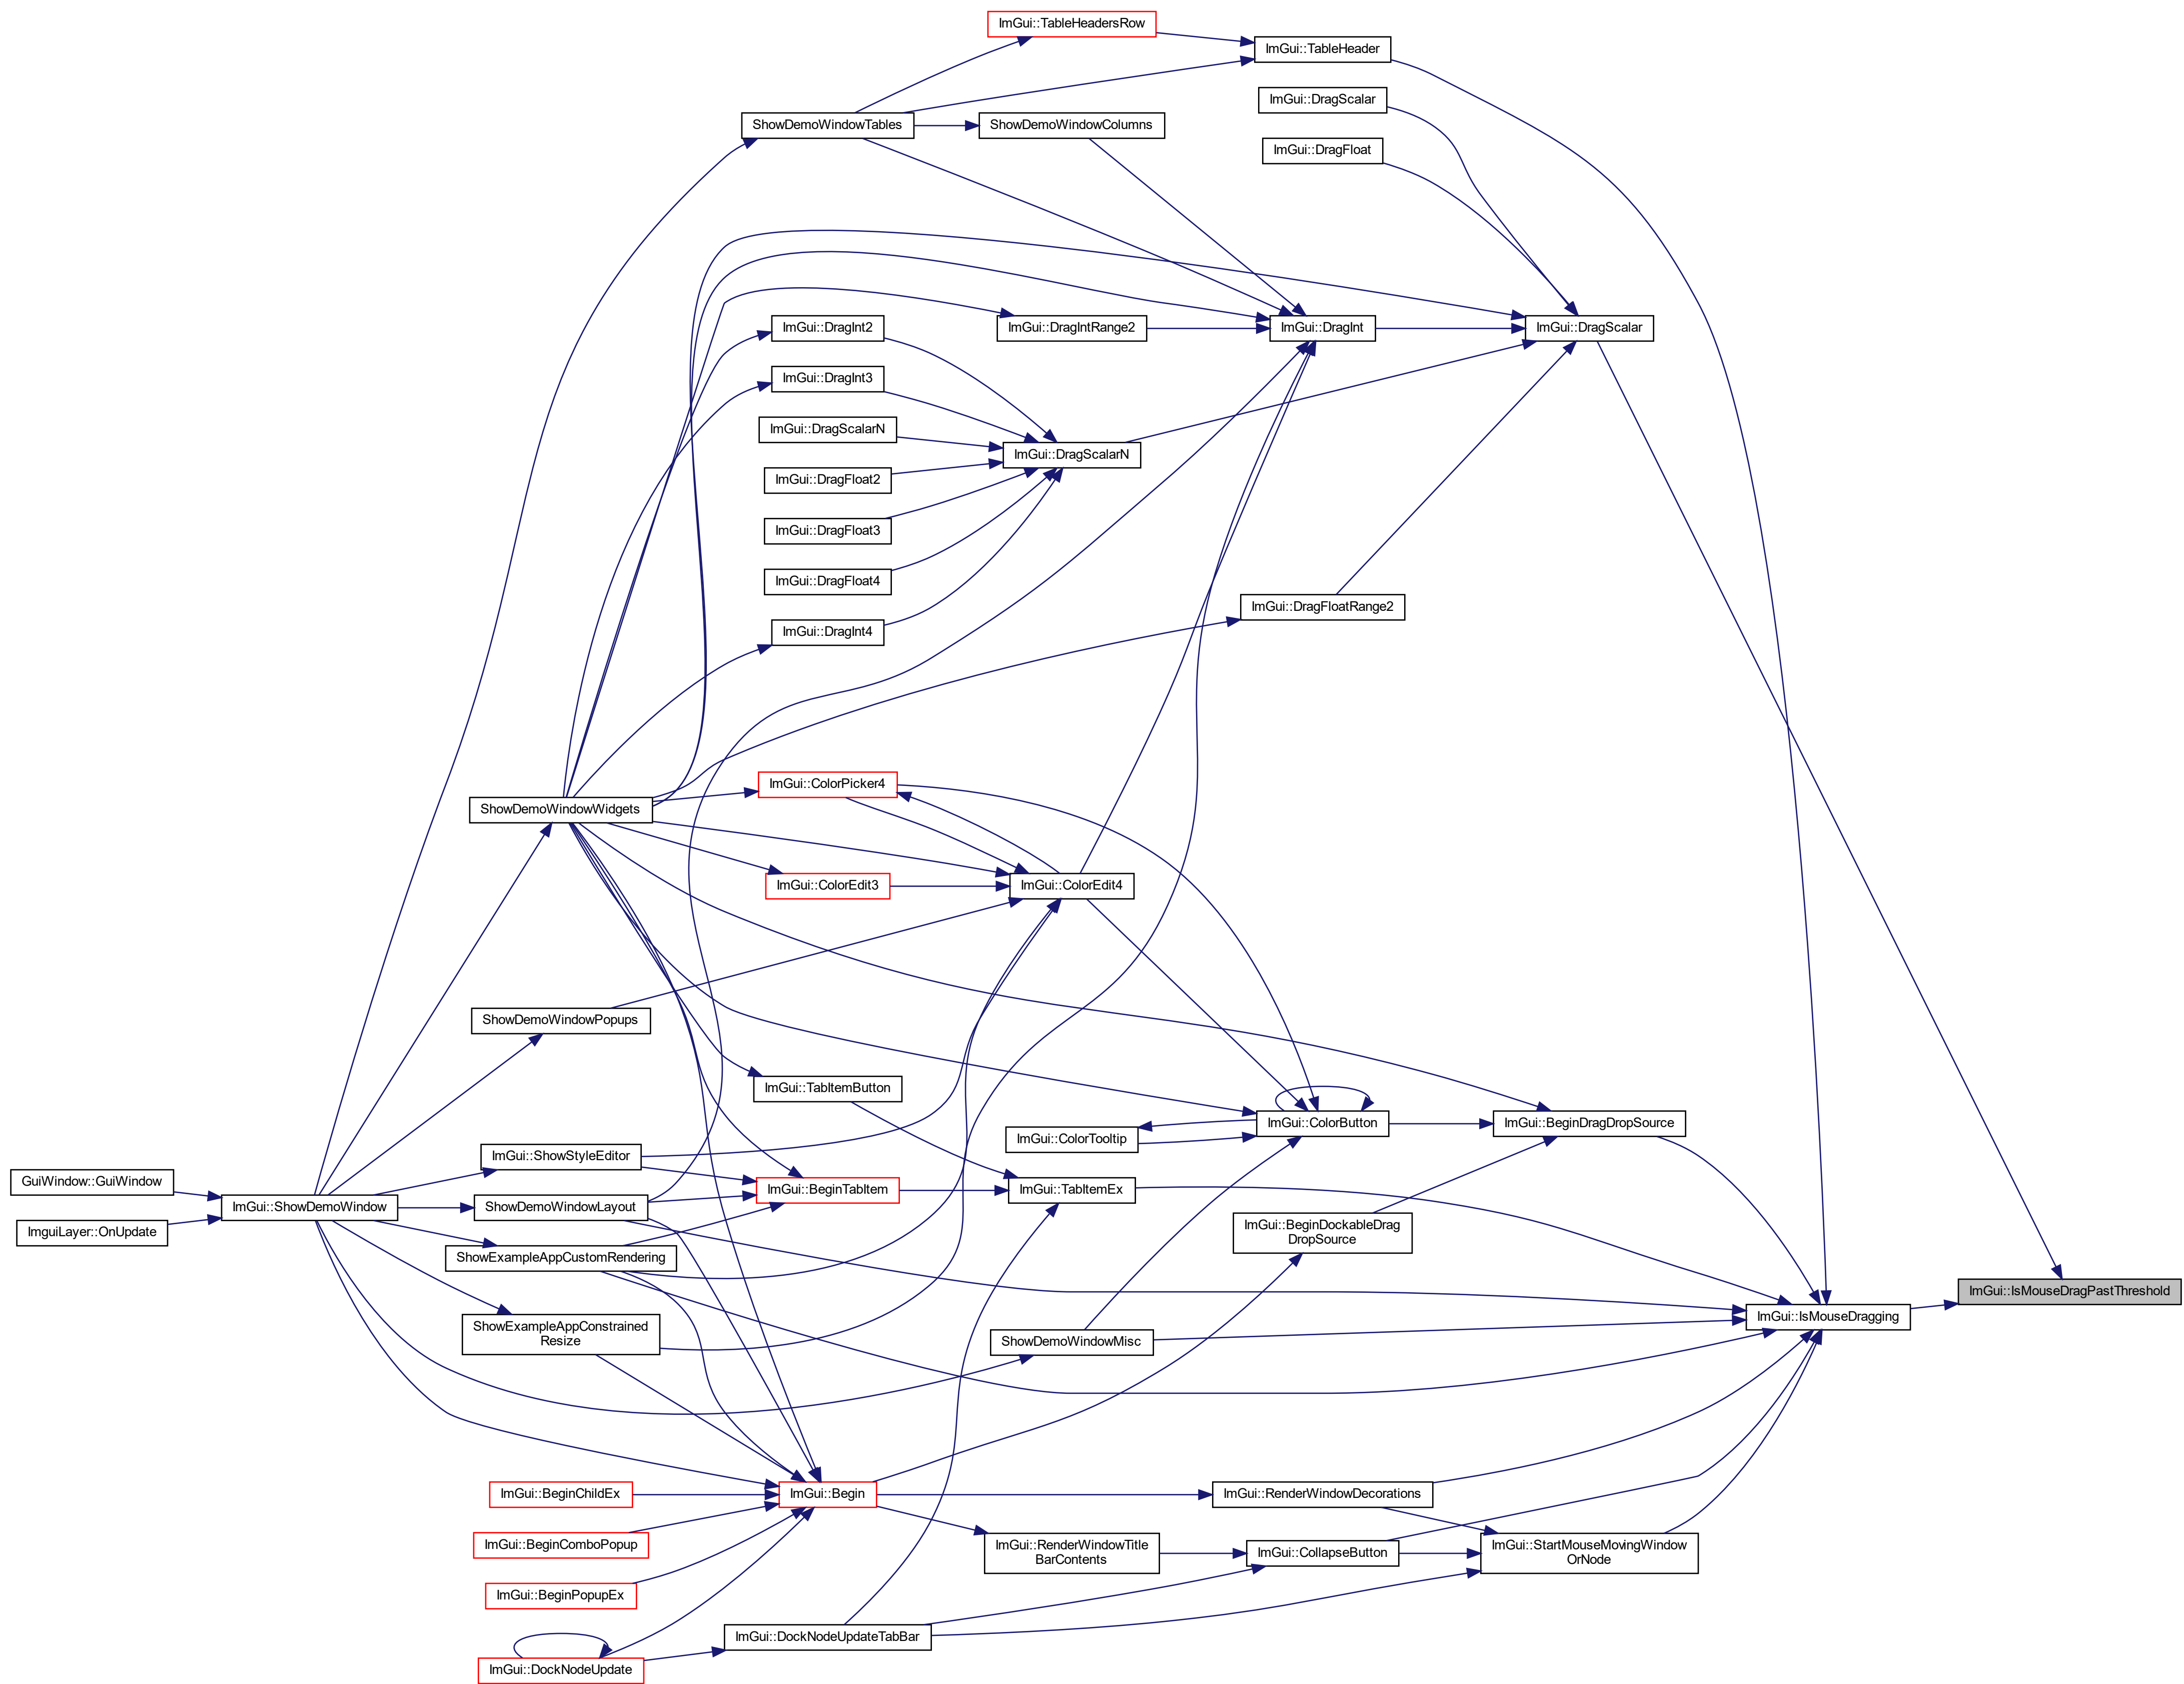 ImGui::TableHeadersRow
ImGui::TableHeader
ImGui::DragScalar
ShowDemoWindowTables
ShowDemoWindowColumns
ImGui::DragFloat
ImGui::DragInt2
ImGui::DragIntRange2
ImGui::DragInt
ImGui::DragScalar
ImGui::DragInt3
ImGui::DragScalarN
ImGui::DragScalarN
ImGui::DragFloat2
ImGui::DragFloat3
ImGui::DragFloat4
ImGui::DragFloatRange2
ImGui::DragInt4
ImGui::ColorPicker4
ShowDemoWindowWidgets
ImGui::ColorEdit3
ImGui::ColorEdit4
ShowDemoWindowPopups
ImGui::TabItemButton
ImGui::ColorTooltip
ImGui::ColorButton
ImGui::BeginDragDropSource
ImGui::ShowStyleEditor
GuiWindow::GuiWindow
ImGui::BeginTabItem
ImGui::TabItemEx
ImGui::ShowDemoWindow
ShowDemoWindowLayout
ImguiLayer::OnUpdate
ImGui::BeginDockableDrag
DropSource
ShowExampleAppCustomRendering
ImGui::IsMouseDragPastThreshold
ImGui::IsMouseDragging
ShowExampleAppConstrained
Resize
ShowDemoWindowMisc
ImGui::BeginChildEx
ImGui::Begin
ImGui::RenderWindowDecorations
ImGui::BeginComboPopup
ImGui::RenderWindowTitle
BarContents
ImGui::CollapseButton
ImGui::StartMouseMovingWindow
OrNode
ImGui::BeginPopupEx
ImGui::DockNodeUpdateTabBar
ImGui::DockNodeUpdate